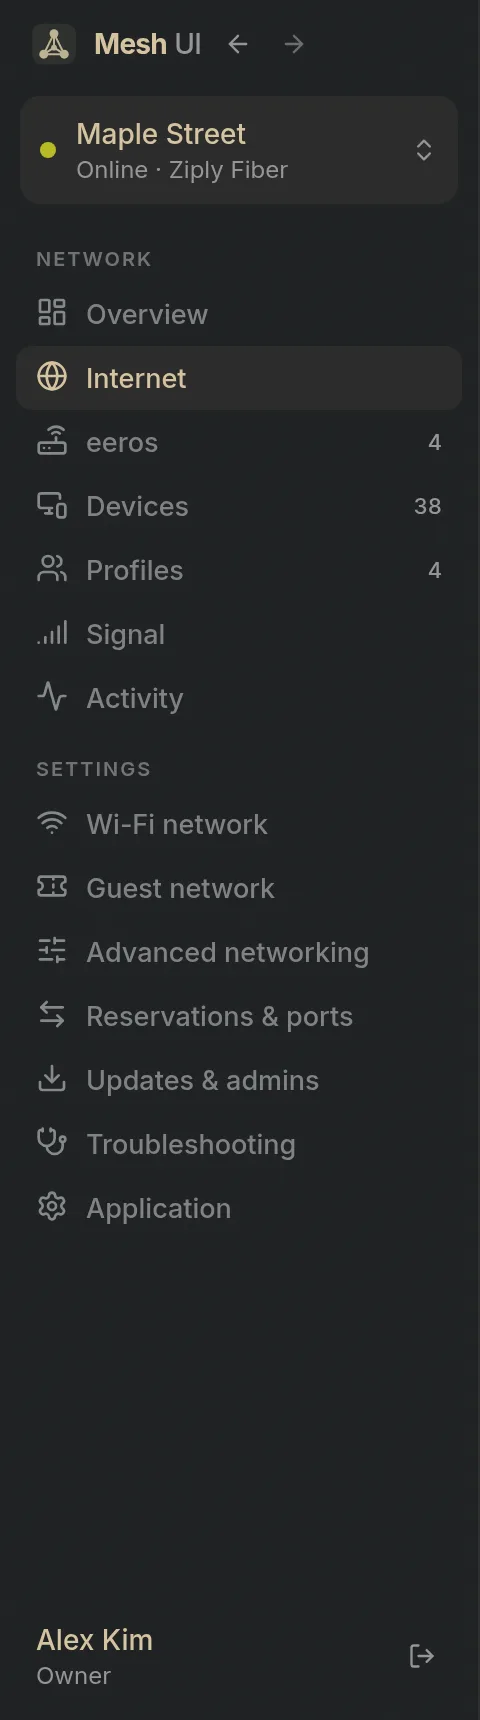 Mesh UI
Maple Street
Online · Ziply Fiber
NETWORK
Overview
Internet
eeros 4
Devices 38
Profiles 4
Signal
Activity
SETTINGS
Wi-Fi network
Guest network
Advanced networking
Reservations & ports
Updates & admins
Troubleshooting
Application
Alex Kim
Owner